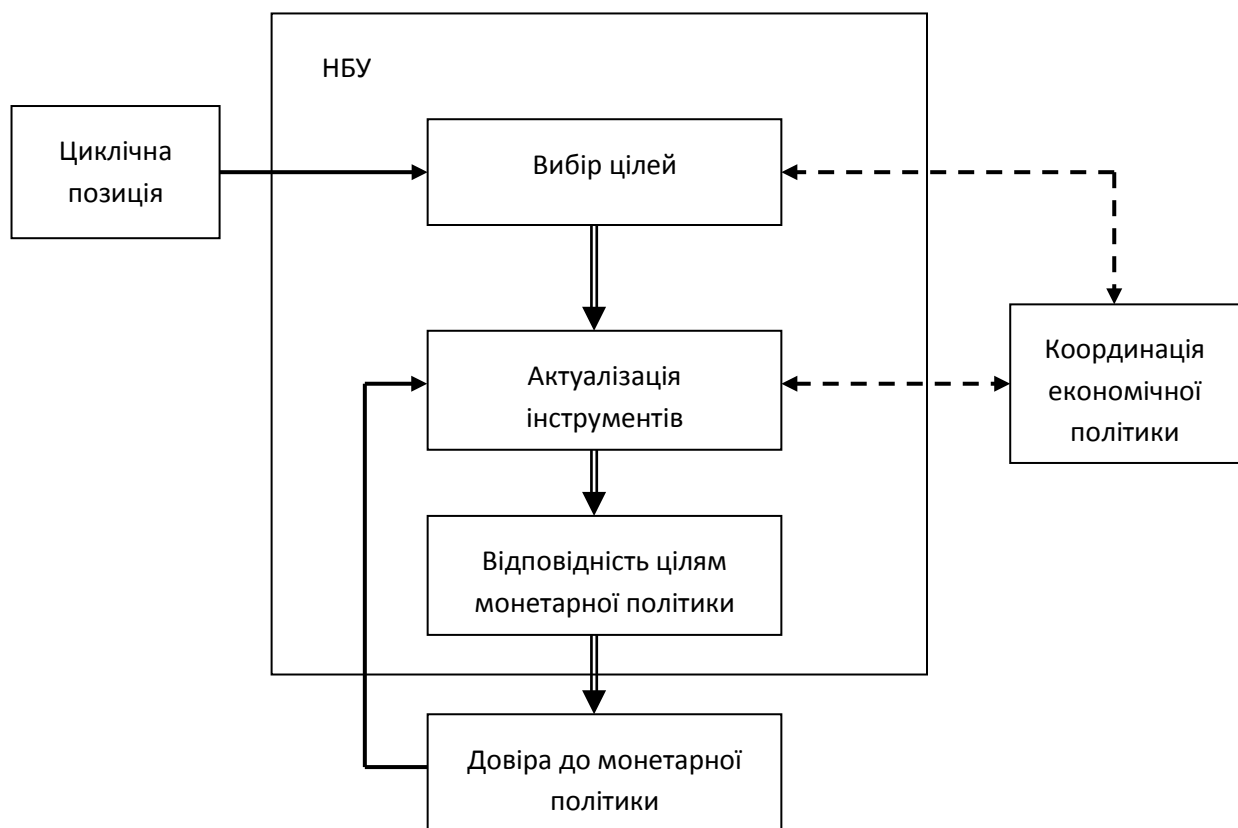 НБУ
Циклічна
позиція
Вибір цілей
Актуалізація
інструментів
Координація
економічної
політики
Відповідність цілям
монетарної політики
Довіра до монетарної
політики